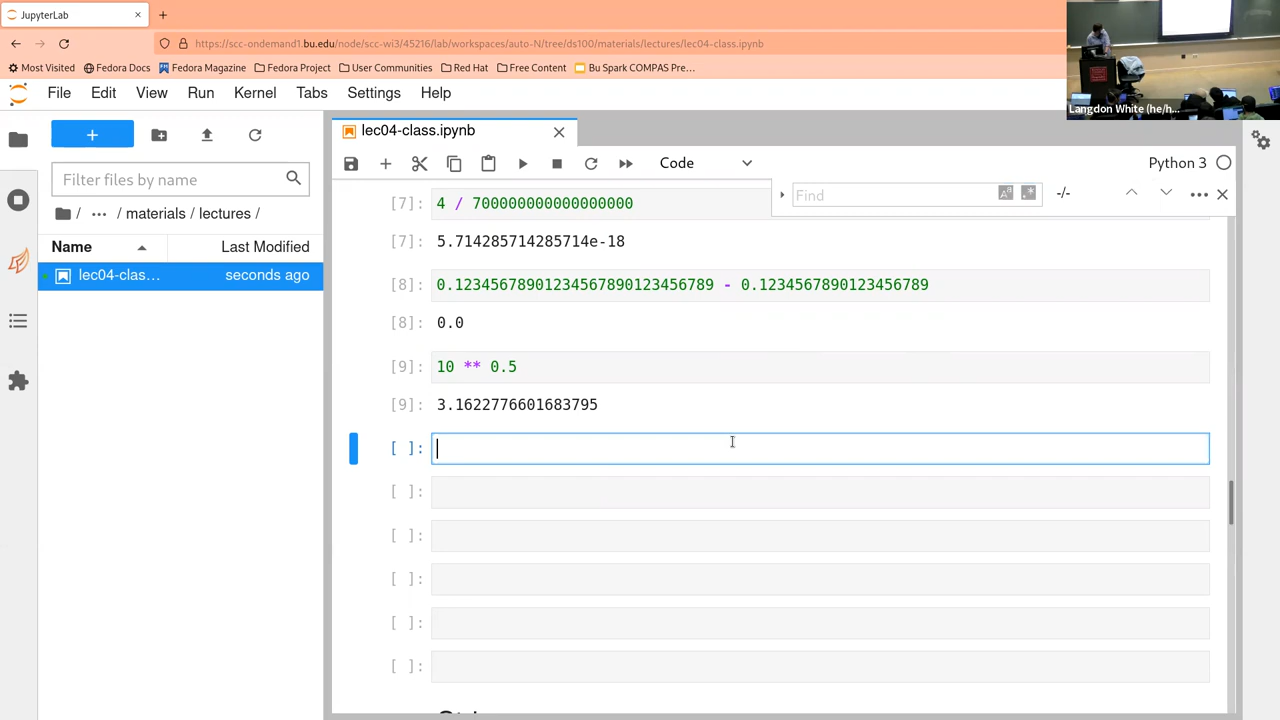 JupyterLab
https://scc-ondemand1.bu.edu/node/scc-wi3/45216/lab/workspaces/auto-N/tree/ds100/materials/lectures/lec04-class.ipynb
Most Visited Fedora Docs Fedora Magazine Fedora Project User Communities Red Hat Free Content Bu Spark COMPAS Pre...
Langdon White (he/h...
File Edit View Run Kernel Tabs Settings Help
lec04-class.ipynb
Code Python 3
Filter files by name
Find -/-
/ ... / materials / lectures /
Name Last Modified
lec04-clas... seconds ago
[7]: 4 / 700000000000000000
[7]: 5.714285714285714e-18
[8]: 0.12345678901234567890123456789 - 0.1234567890123456789
[8]: 0.0
[9]: 10 ** 0.5
[9]: 3.1622776601683795
[ ]:
[ ]:
[ ]:
[ ]:
[ ]:
[ ]: